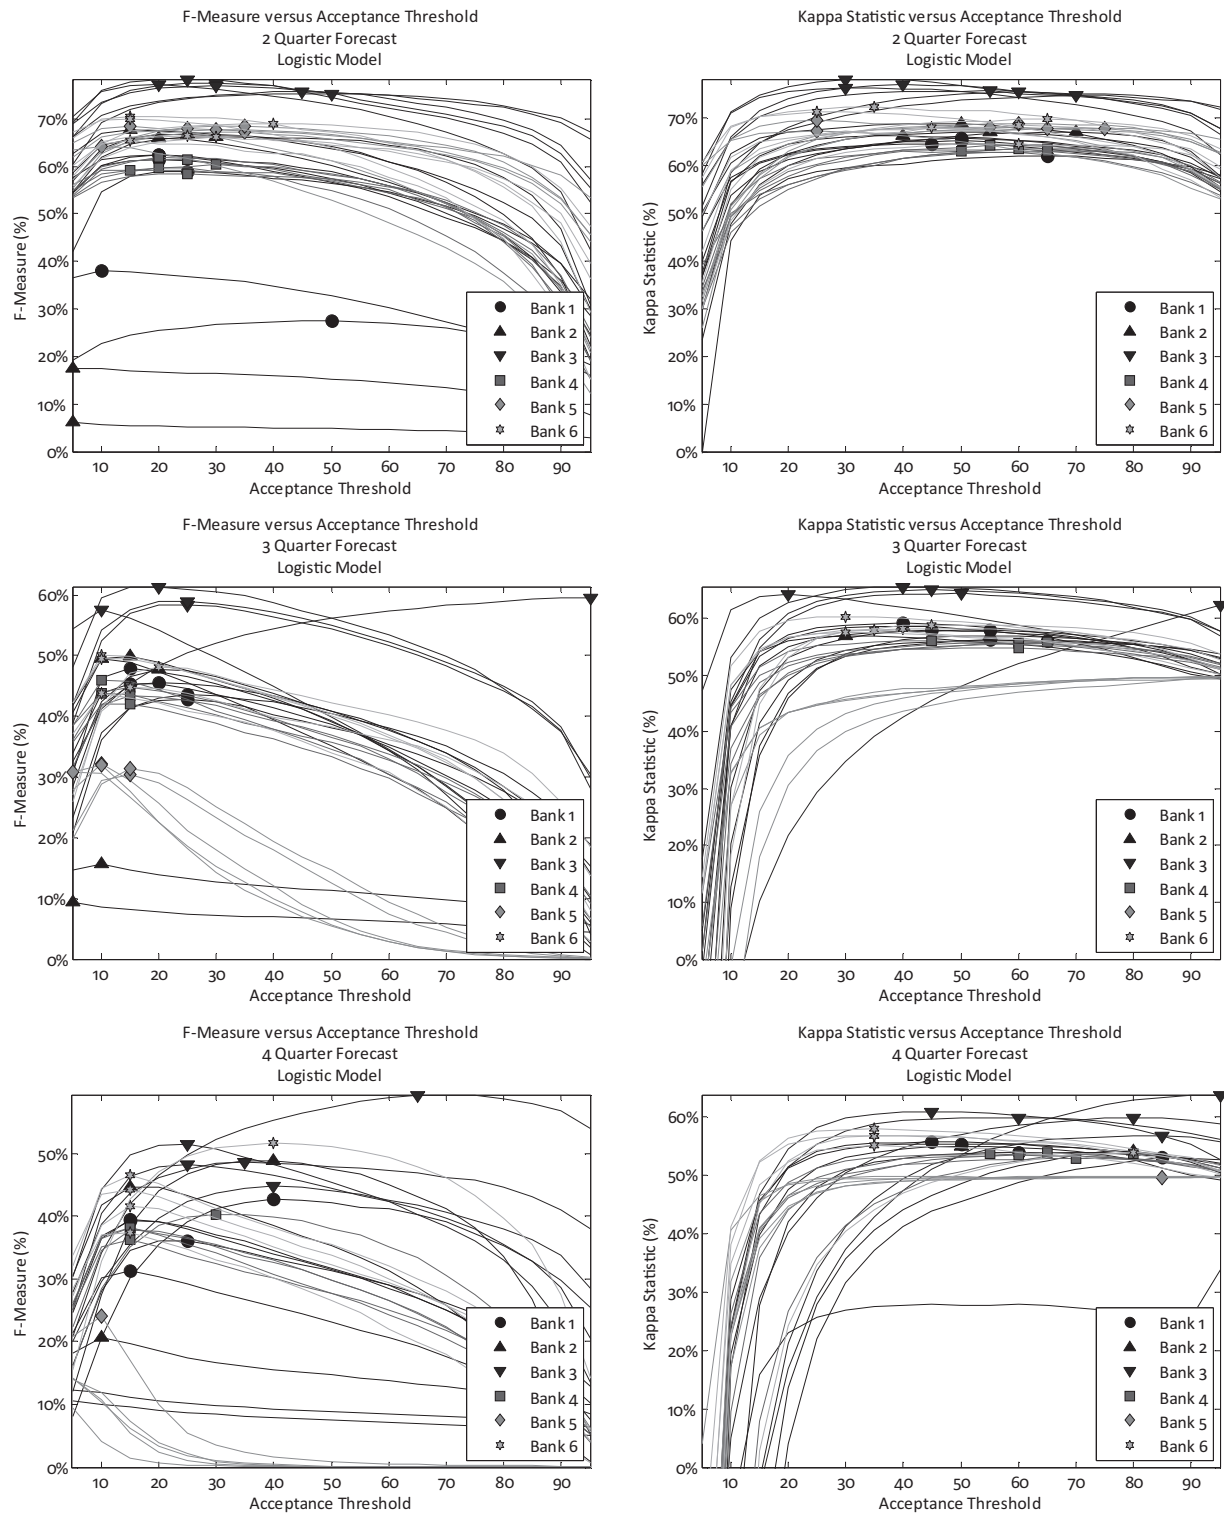 F-Measure versus Acceptance Threshold
2 Quarter Forecast
Logistic Model
70%
60%
50%
40%
30%
20%
10%
0%
F-Measure (%)
Bank 1
Bank 2
Bank 3
Bank 4
Bank 5
Bank 6
10 20 30 40 50 60 70 80 90
Acceptance Threshold
Kappa Statistic versus Acceptance Threshold
2 Quarter Forecast
Logistic Model
70%
60%
50%
40%
30%
20%
10%
0%
Kappa Statistic (%)
Bank 1
Bank 2
Bank 3
Bank 4
Bank 5
Bank 6
10 20 30 40 50 60 70 80 90
Acceptance Threshold
F-Measure versus Acceptance Threshold
3 Quarter Forecast
Logistic Model
60%
50%
40%
30%
20%
10%
0%
F-Measure (%)
Bank 1
Bank 2
Bank 3
Bank 4
Bank 5
Bank 6
10 20 30 40 50 60 70 80 90
Acceptance Threshold
Kappa Statistic versus Acceptance Threshold
3 Quarter Forecast
Logistic Model
60%
50%
40%
30%
20%
10%
0%
Kappa Statistic (%)
Bank 1
Bank 2
Bank 3
Bank 4
Bank 5
Bank 6
10 20 30 40 50 60 70 80 90
Acceptance Threshold
F-Measure versus Acceptance Threshold
4 Quarter Forecast
Logistic Model
50%
40%
30%
20%
10%
0%
F-Measure (%)
Bank 1
Bank 2
Bank 3
Bank 4
Bank 5
Bank 6
10 20 30 40 50 60 70 80 90
Acceptance Threshold
Kappa Statistic versus Acceptance Threshold
4 Quarter Forecast
Logistic Model
60%
50%
40%
30%
20%
10%
0%
Kappa Statistic (%)
Bank 1
Bank 2
Bank 3
Bank 4
Bank 5
Bank 6
10 20 30 40 50 60 70 80 90
Acceptance Threshold